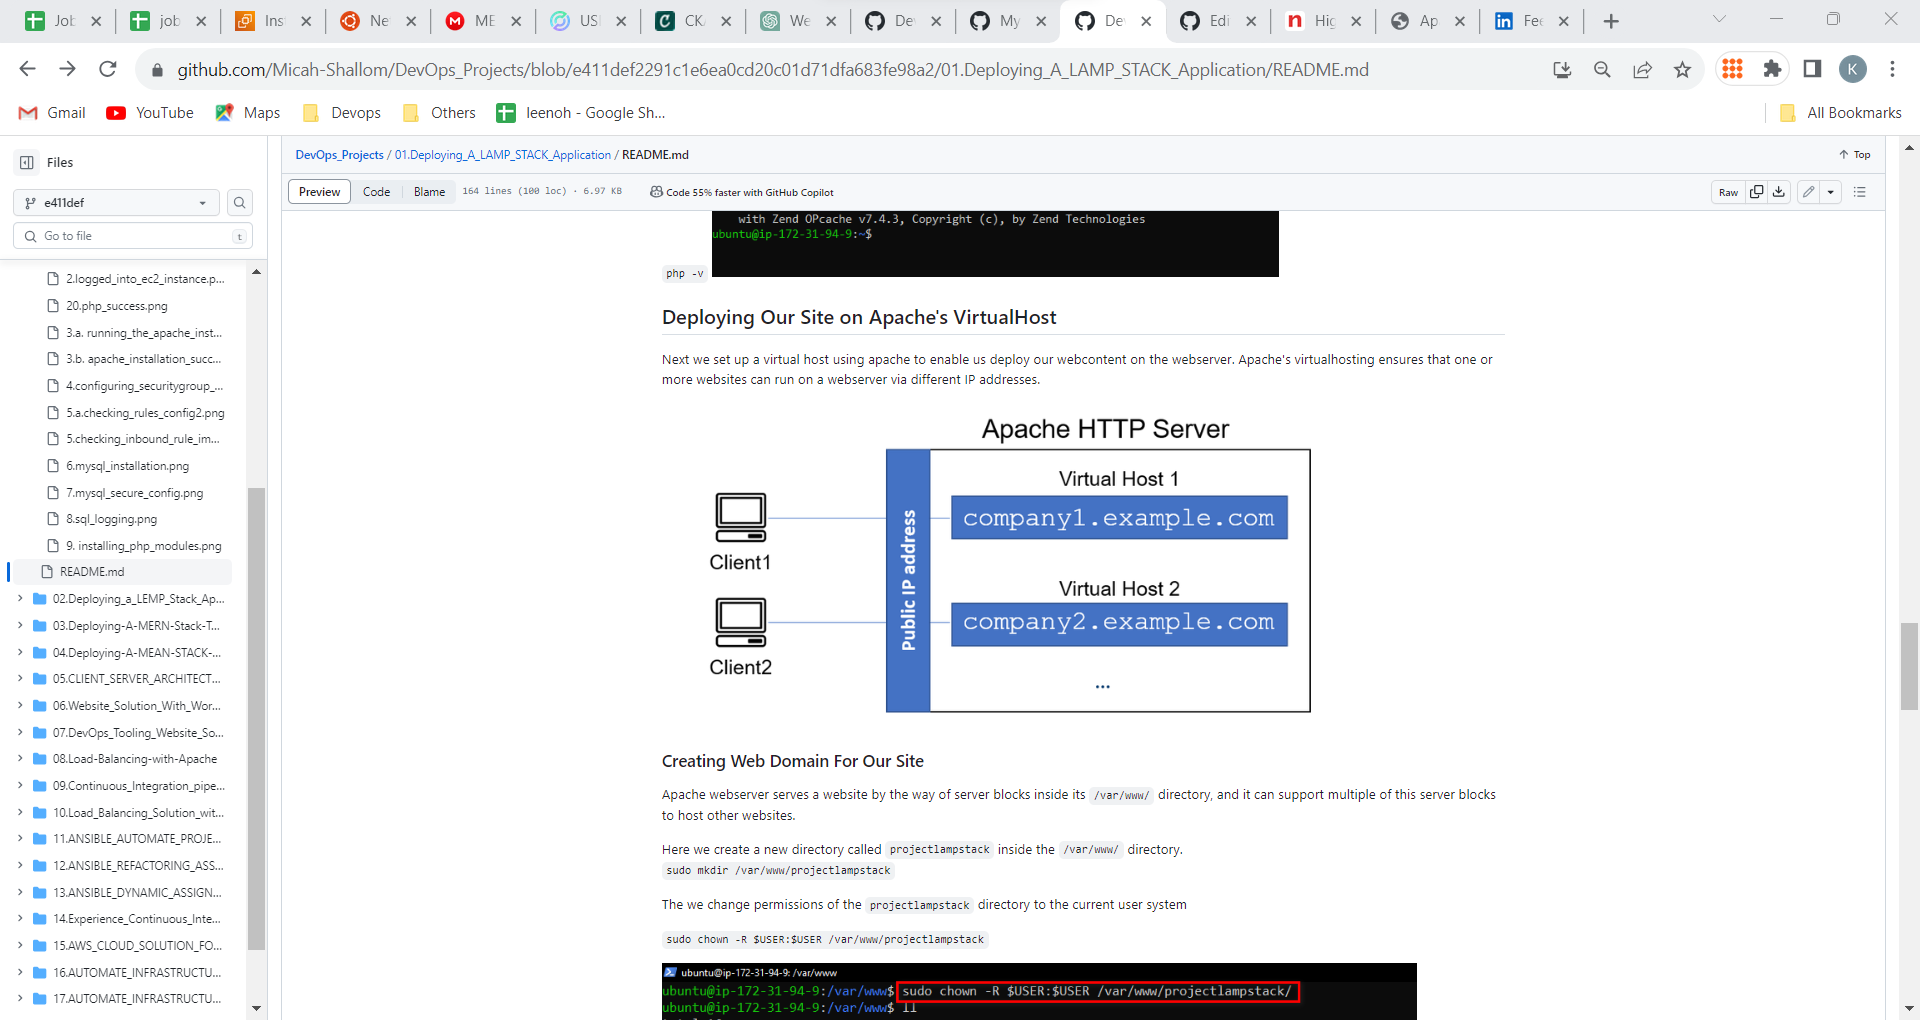 Job
job
Ins
Ne
ME
USI
CKA
We
De
My
De
Edi
Hig
Ap
Fee
github.com/Micah-Shallom/DevOps_Projects/blob/e411def2291c1e6ea0cd20c01d71dfa683fe98a2/01.Deploying_A_LAMP_STACK_Application/README.md
K
Gmail
YouTube
Maps
Devops
Others
leenoh - Google Sh...
All Bookmarks
Files
DevOps_Projects / 01.Deploying_A_LAMP_STACK_Application / README.md
Top
e411def
Preview
Code
Blame
164 lines (100 loc) · 6.97 KB
Code 55% faster with GitHub Copilot
Raw
Go to file
t
2.logged_into_ec2_instance.p...
20.php_success.png
3.a. running_the_apache_inst...
3.b. apache_installation_succ...
4.configuring_securitygroup_...
5.a.checking_rules_config2.png
5.checking_inbound_rule_im...
6.mysql_installation.png
7.mysql_secure_config.png
8.sql_logging.png
9. installing_php_modules.png
README.md
02.Deploying_a_LEMP_Stack_Ap...
03.Deploying-A-MERN-Stack-T...
04.Deploying-A-MEAN-STACK-...
05.CLIENT_SERVER_ARCHITECT...
06.Website_Solution_With_Wor...
07.DevOps_Tooling_Website_So...
08.Load-Balancing-with-Apache
09.Continuous_Integration_pipe...
10.Load_Balancing_Solution_wit...
11.ANSIBLE_AUTOMATE_PROJE...
12.ANSIBLE_REFACTORING_ASS...
13.ANSIBLE_DYNAMIC_ASSIGN...
14.Experience_Continuous_Inte...
15.AWS_CLOUD_SOLUTION_FO...
16.AUTOMATE_INFRASTRUCTU...
17.AUTOMATE_INFRASTRUCTU...
with Zend OPcache v7.4.3, Copyright (c), by Zend Technologies
ubuntu@ip-172-31-94-9:~$
php -v
Deploying Our Site on Apache's VirtualHost
Next we set up a virtual host using apache to enable us deploy our webcontent on the webserver. Apache's virtualhosting ensures that one or
more websites can run on a webserver via different IP addresses.
Apache HTTP Server
Virtual Host 1
company1.example.com
Client1
Public IP address
Virtual Host 2
company2.example.com
Client2
...
Creating Web Domain For Our Site
Apache webserver serves a website by the way of server blocks inside its /var/www/ directory, and it can support multiple of this server blocks
to host other websites.
Here we create a new directory called projectlampstack inside the /var/www/ directory.
sudo mkdir /var/www/projectlampstack
The we change permissions of the projectlampstack directory to the current user system
sudo chown -R $USER:$USER /var/www/projectlampstack
ubuntu@ip-172-31-94-9: /var/www
ubuntu@ip-172-31-94-9:/var/www$ sudo chown -R $USER:$USER /var/www/projectlampstack/
ubuntu@ip-172-31-94-9:/var/www$ ll